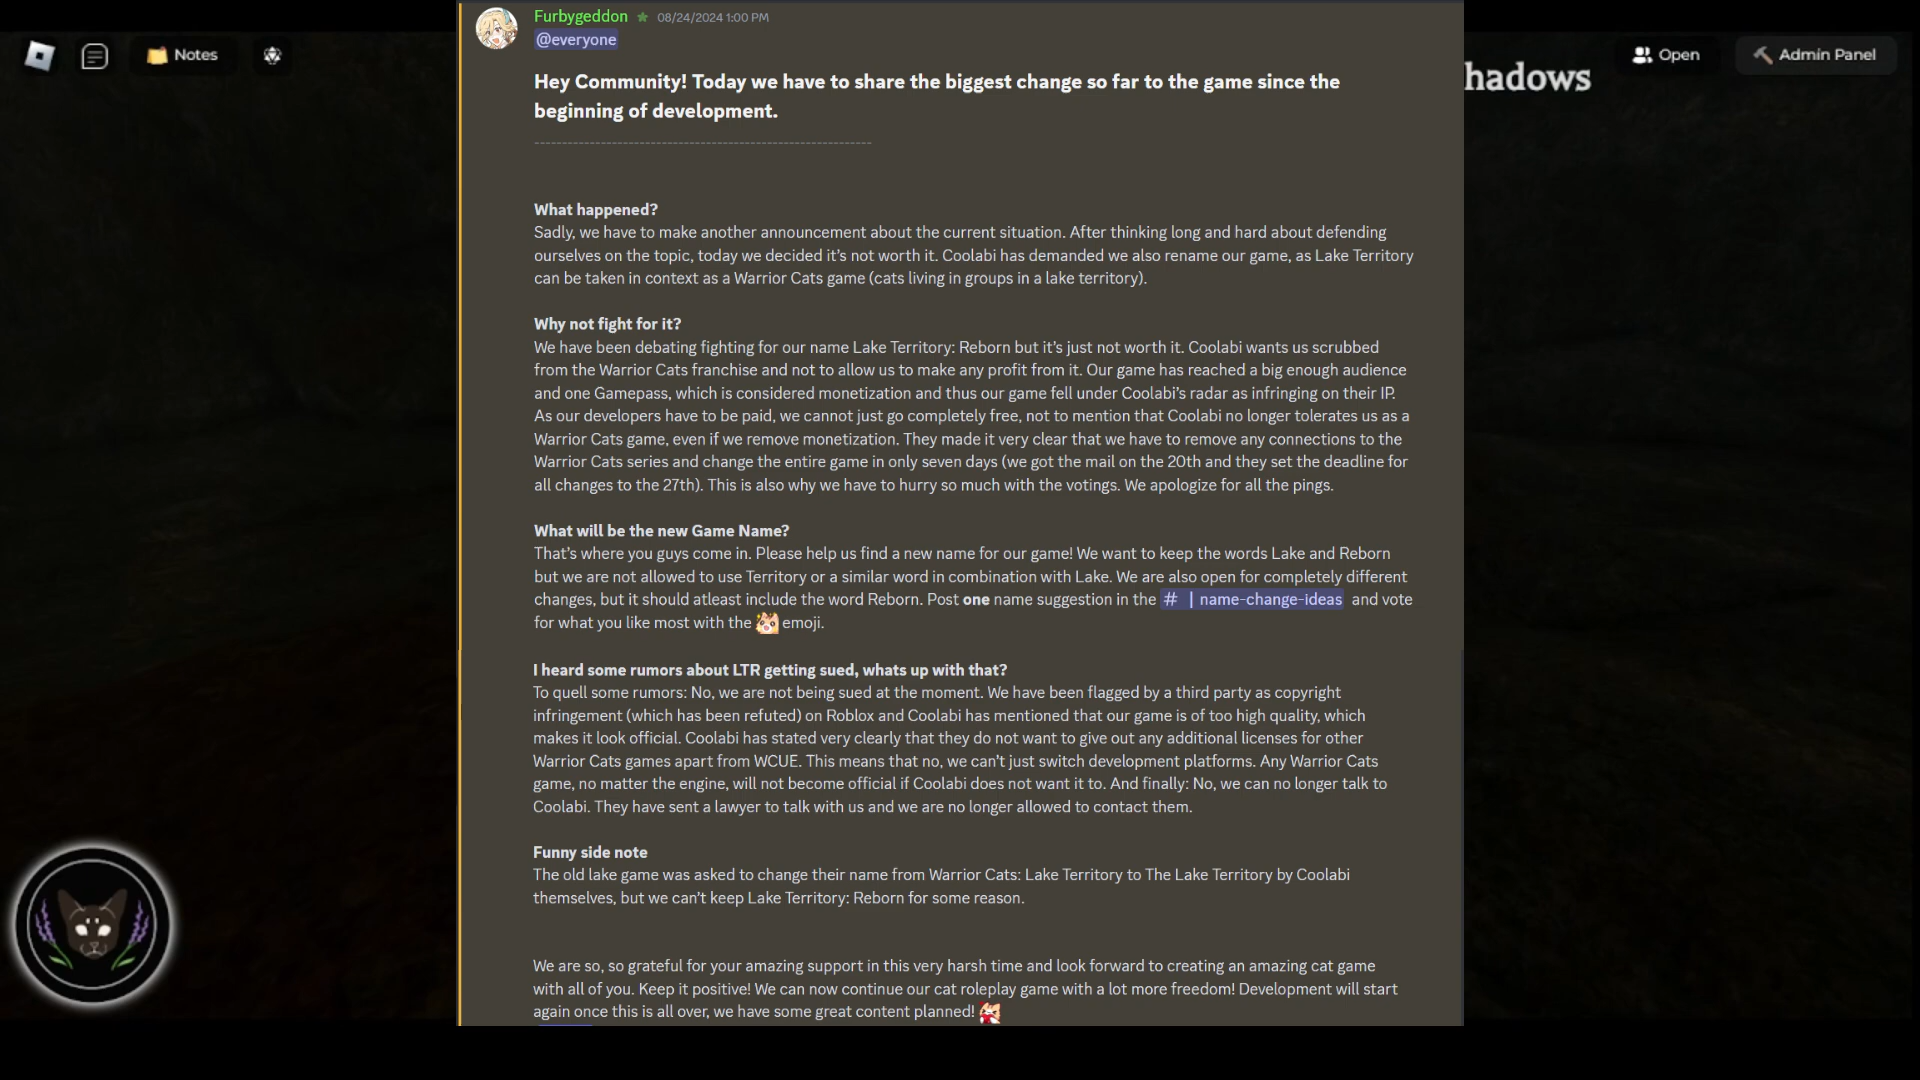 Furbygeddon 08/24/2024 1:00 PM
@everyone
Notes
hadows
Open
Admin Panel
Hey Community! Today we have to share the biggest change so far to the game since the
beginning of development.
-------------------------------------------------------------
What happened?
Sadly, we have to make another announcement about the current situation. After thinking long and hard about defending
ourselves on the topic, today we decided it's not worth it. Coolabi has demanded we also rename our game, as Lake Territory
can be taken in context as a Warrior Cats game (cats living in groups in a lake territory).
Why not fight for it?
We have been debating fighting for our name Lake Territory: Reborn but it's just not worth it. Coolabi wants us scrubbed
from the Warrior Cats franchise and not to allow us to make any profit from it. Our game has reached a big enough audience
and one Gamepass, which is considered monetization and thus our game fell under Coolabi's radar as infringing on their IP.
As our developers have to be paid, we cannot just go completely free, not to mention that Coolabi no longer tolerates us as a
Warrior Cats game, even if we remove monetization. They made it very clear that we have to remove any connections to the
Warrior Cats series and change the entire game in only seven days (we got the mail on the 20th and they set the deadline for
all changes to the 27th). This is also why we have to hurry so much with the votings. We apologize for all the pings.
What will be the new Game Name?
That's where you guys come in. Please help us find a new name for our game! We want to keep the words Lake and Reborn
but we are not allowed to use Territory or a similar word in combination with Lake. We are also open for completely different
changes, but it should atleast include the word Reborn. Post one name suggestion in the # | name-change-ideas and vote
for what you like most with the emoji.
I heard some rumors about LTR getting sued, whats up with that?
To quell some rumors: No, we are not being sued at the moment. We have been flagged by a third party as copyright
infringement (which has been refuted) on Roblox and Coolabi has mentioned that our game is of too high quality, which
makes it look official. Coolabi has stated very clearly that they do not want to give out any additional licenses for other
Warrior Cats games apart from WCUE. This means that no, we can't just switch development platforms. Any Warrior Cats
game, no matter the engine, will not become official if Coolabi does not want it to. And finally: No, we can no longer talk to
Coolabi. They have sent a lawyer to talk with us and we are no longer allowed to contact them.
Funny side note
The old lake game was asked to change their name from Warrior Cats: Lake Territory to The Lake Territory by Coolabi
themselves, but we can't keep Lake Territory: Reborn for some reason.
We are so, so grateful for your amazing support in this very harsh time and look forward to creating an amazing cat game
with all of you. Keep it positive! We can now continue our cat roleplay game with a lot more freedom! Development will start
again once this is all over, we have some great content planned!